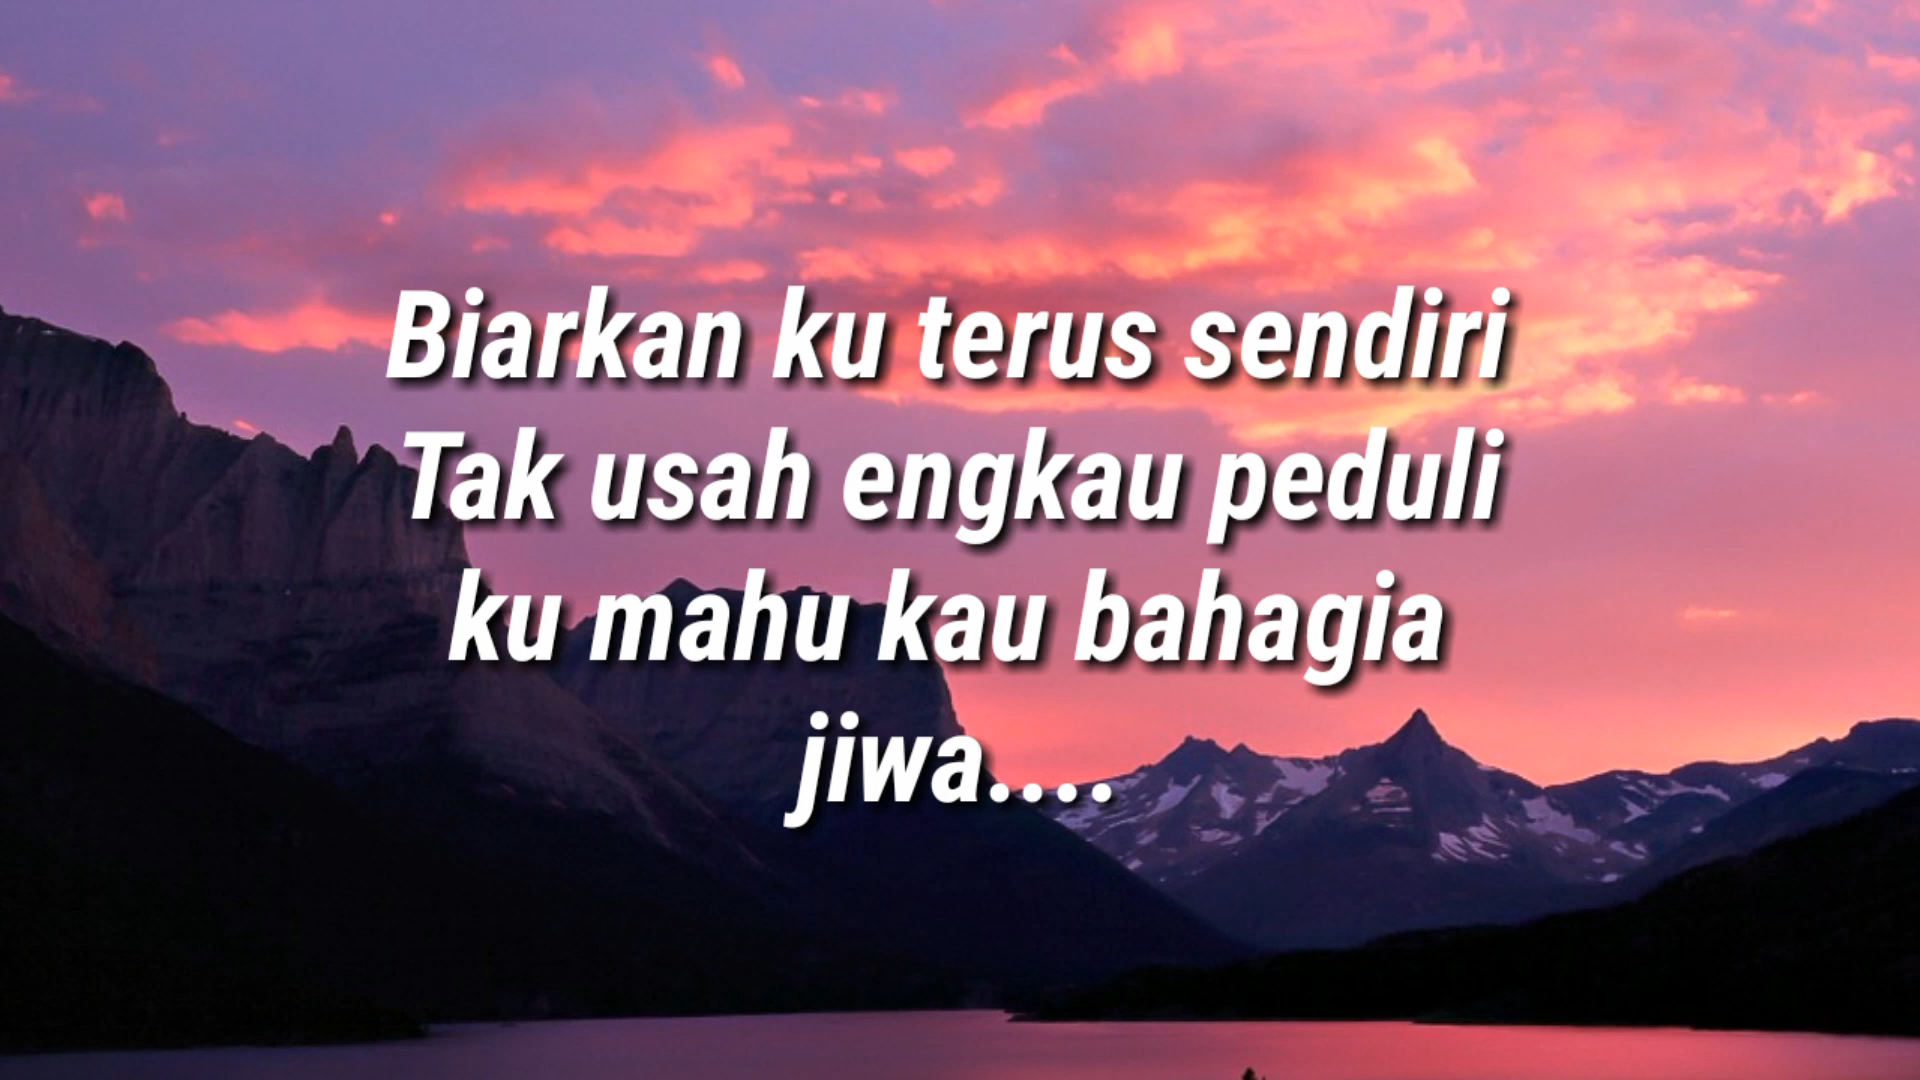 Biarkan ku terus sendiri
Tak usah engkau peduli
ku mahu kau bahagia
jiwa....